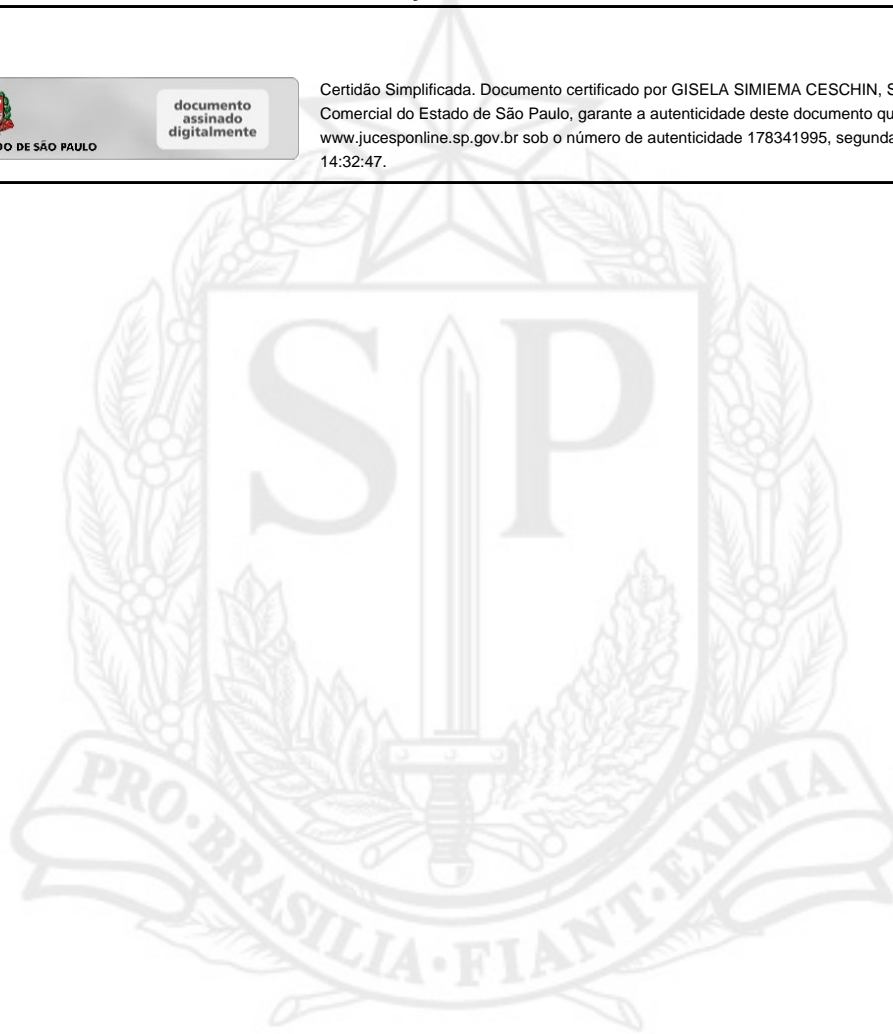 documento
assinado
digitalmente
DO DE SÃO PAULO
Certidão Simplificada. Documento certificado por GISELA SIMIEMA CESCHIN, S
Comercial do Estado de São Paulo, garante a autenticidade deste documento qu
www.jucesponline.sp.gov.br sob o número de autenticidade 178341995, segunda
14:32:47.
S P
PRO·BRASILIA·FIANT·EXIMIA